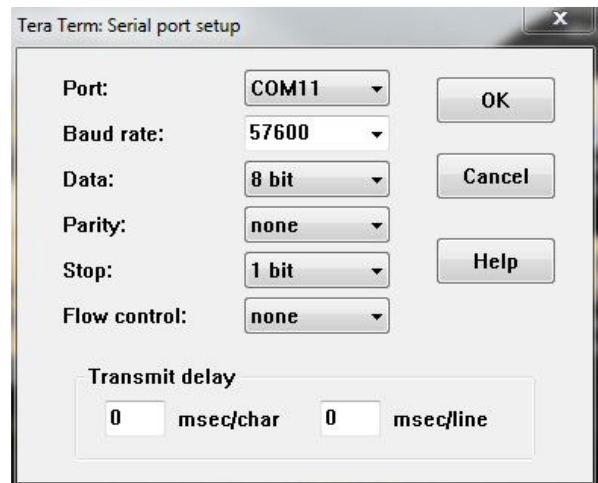 Tera Term: Serial port setup
x
Port: COM11 OK
Baud rate: 57600
Data: 8 bit Cancel
Parity: none
Stop: 1 bit Help
Flow control: none
Transmit delay
0 msec/char 0 msec/line